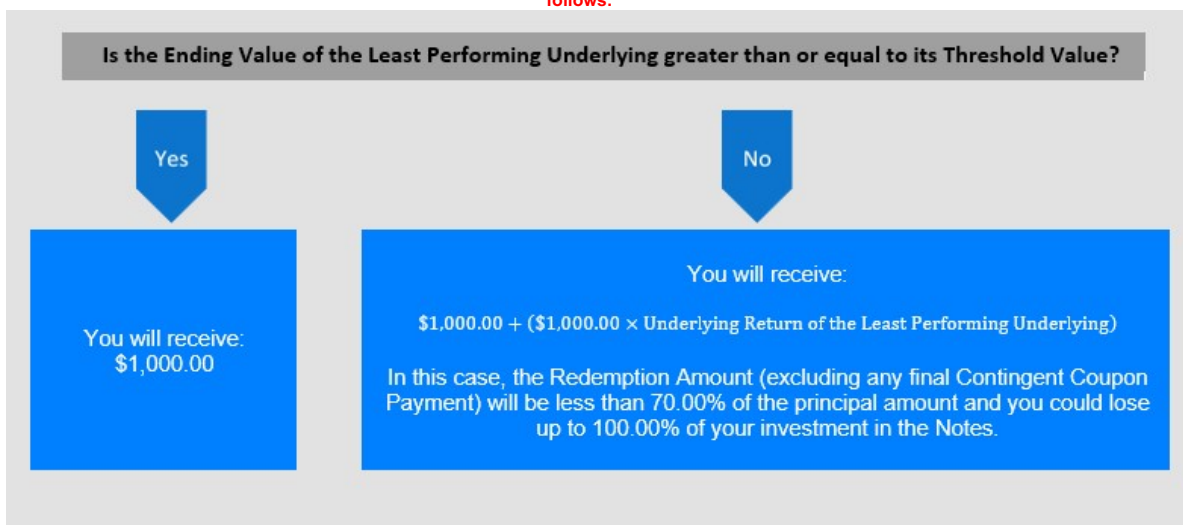 follows:
Is the Ending Value of the Least Performing Underlying greater than or equal to its Threshold Value?
Yes
No
You will receive:
$1,000.00
You will receive:
$1,000.00 + ($1,000.00 × Underlying Return of the Least Performing Underlying)
In this case, the Redemption Amount (excluding any final Contingent Coupon
Payment) will be less than 70.00% of the principal amount and you could lose
up to 100.00% of your investment in the Notes.